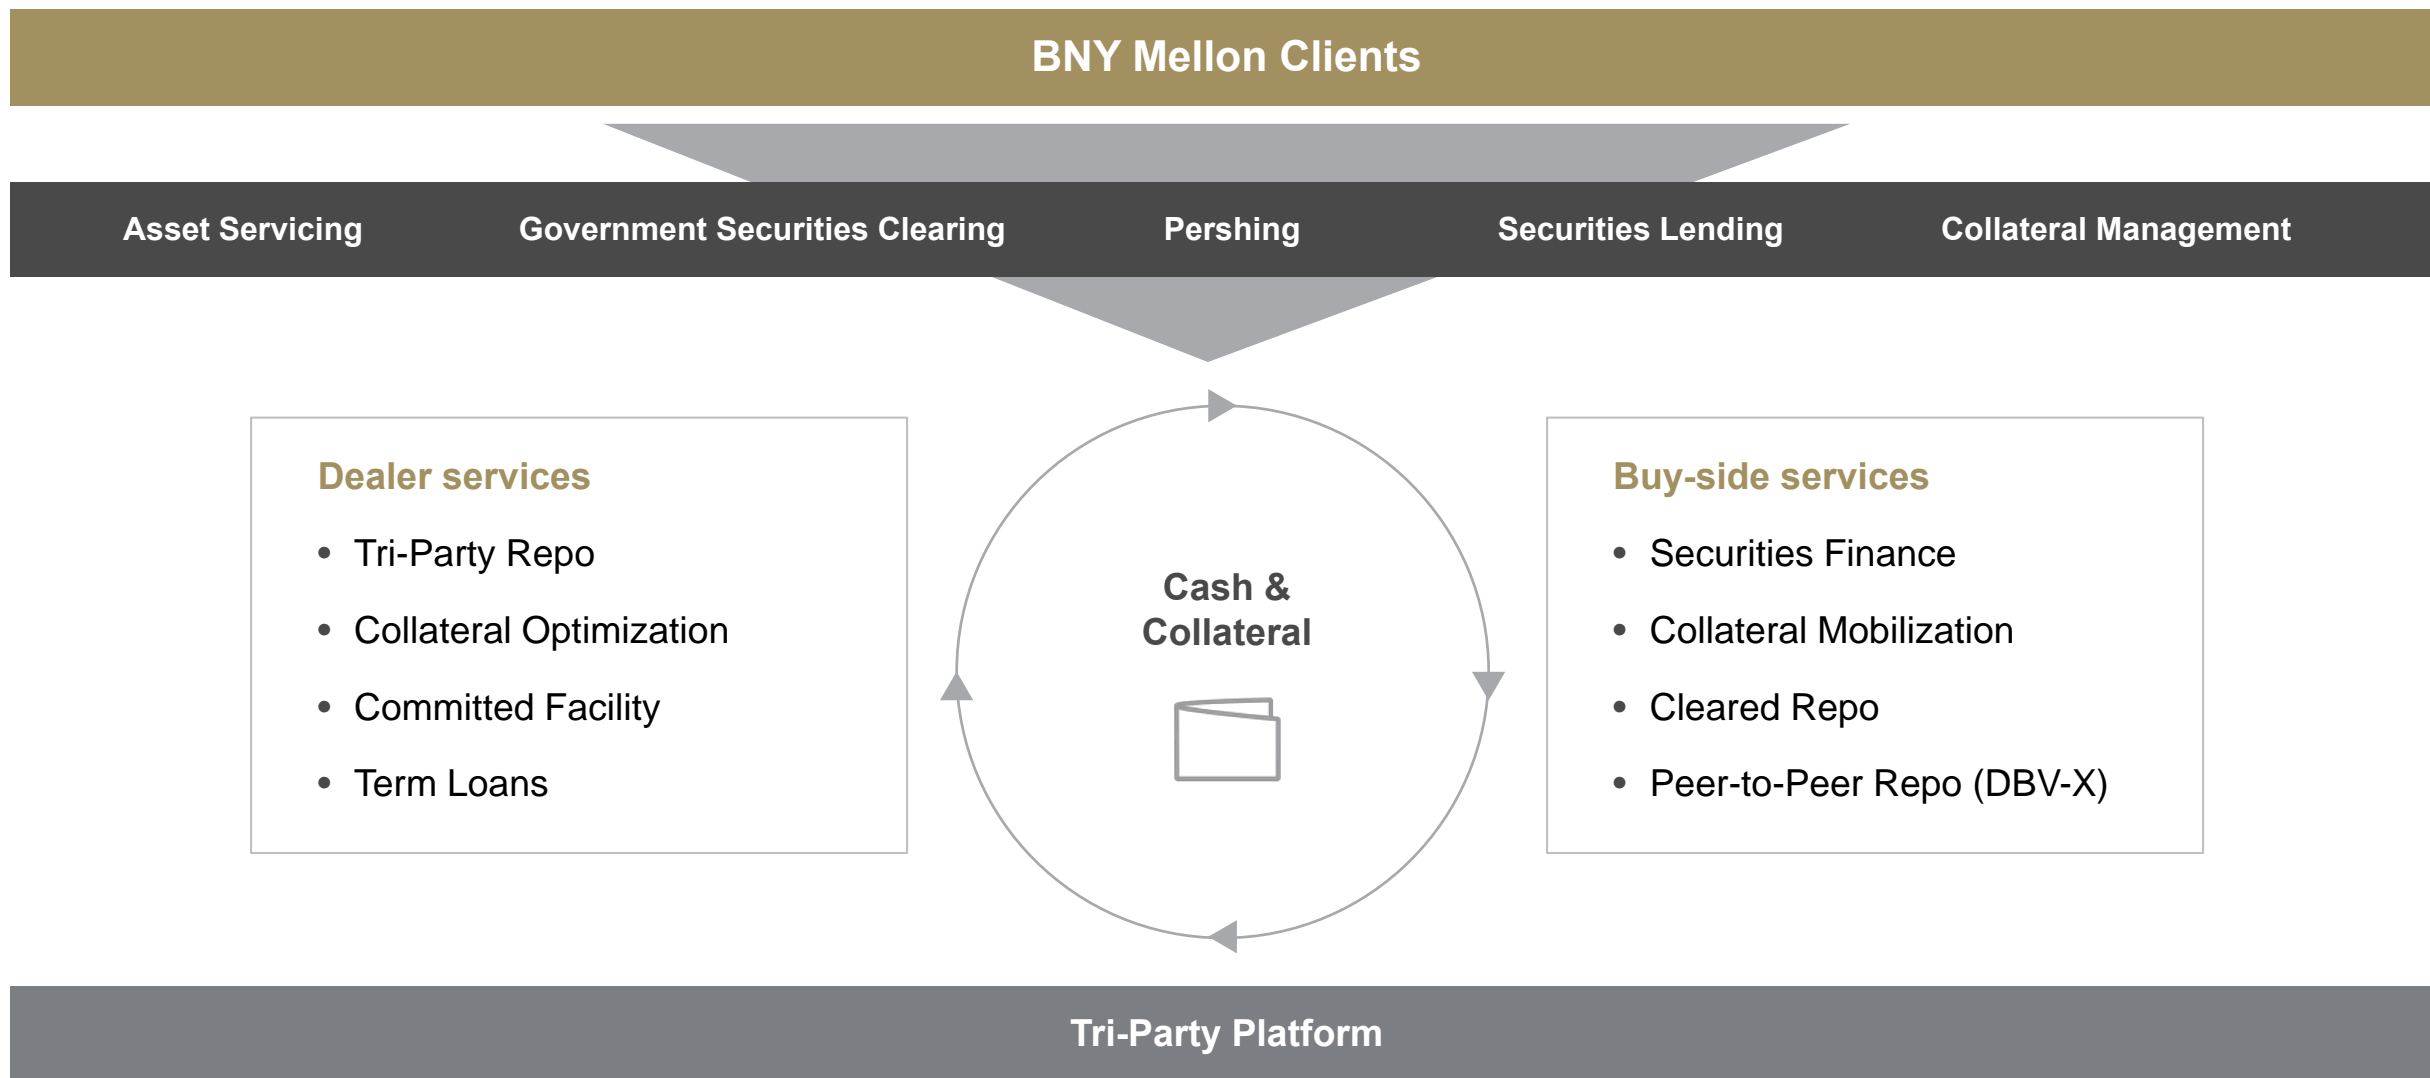 BNY Mellon Clients
Asset Servicing
Government Securities Clearing
Pershing
Securities Lending
Collateral Management
Dealer services
• Tri-Party Repo
• Collateral Optimization
• Committed Facility
• Term Loans
Cash &
Collateral
Buy-side services
• Securities Finance
• Collateral Mobilization
• Cleared Repo
• Peer-to-Peer Repo (DBV-X)
Tri-Party Platform